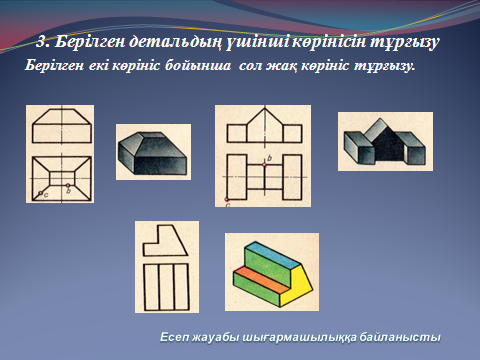 3. Берілген детальдың үшінші көрінісін тұрғызу
Берілген екі көрініс бойынша сол жақ көрініс тұрғызу.
b
c
b
c
Есеп жауабы шығармашылыққа байланысты